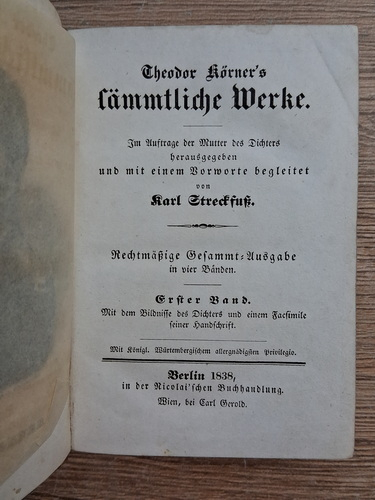 Theodor Körner's
sämmtliche Werke.
Im Auftrage der Mutter des Dichters
herausgegeben
und mit einem Vorworte begleitet
von
Karl Streckfuß.
Rechtmäßige Gesammt-Ausgabe
in vier Bänden.
Erster Band.
Mit dem Bildnisse des Dichters und einem Facsimile
seiner Handschrift.
Mit Königl. Würtembergischem allergnädigsten Privilegio.
Berlin 1838,
in der Nicolai'schen Buchhandlung.
Wien, bei Carl Gerold.